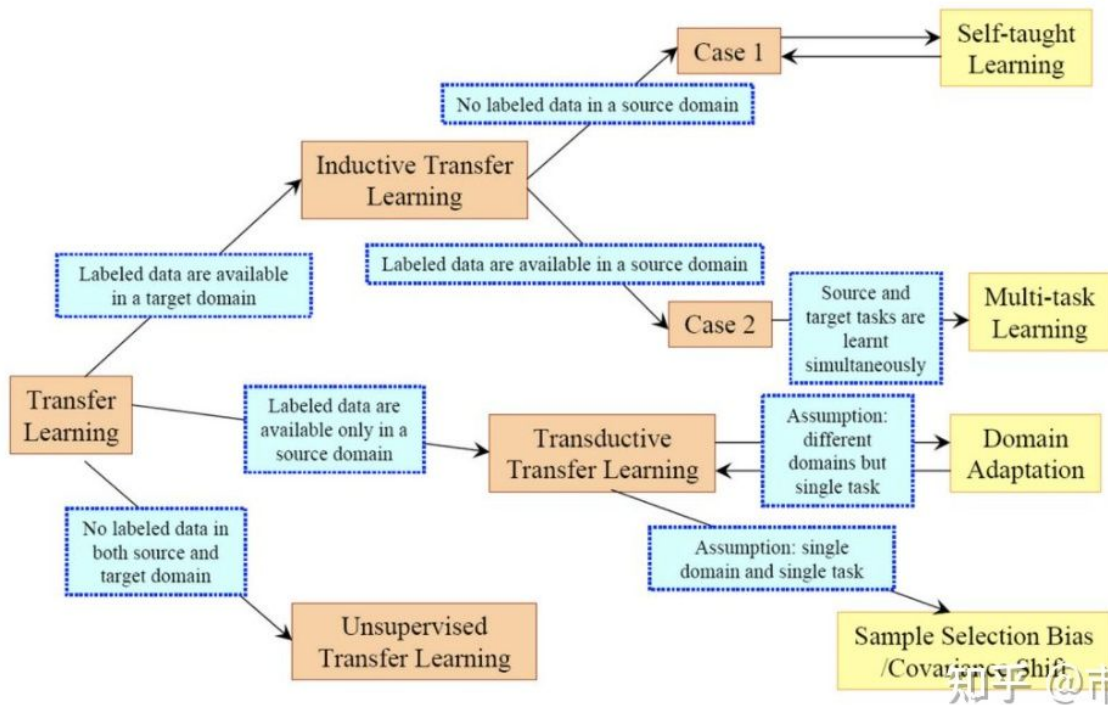 Case 1
Self-taught
Learning
No labeled data in a source domain
Inductive Transfer
Learning
Labeled data are available
in a target domain
Labeled data are available in a source domain
Case 2
Source and
target tasks are
learnt
simultaneously
Multi-task
Learning
Transfer
Learning
Labeled data are
available only in a
source domain
Transductive
Transfer Learning
Assumption:
different
domains but
single task
Domain
Adaptation
No labeled data in
both source and
target domain
Assumption: single
domain and single task
Unsupervised
Transfer Learning
Sample Selection Bias
/Covariance Shift
知乎 @市